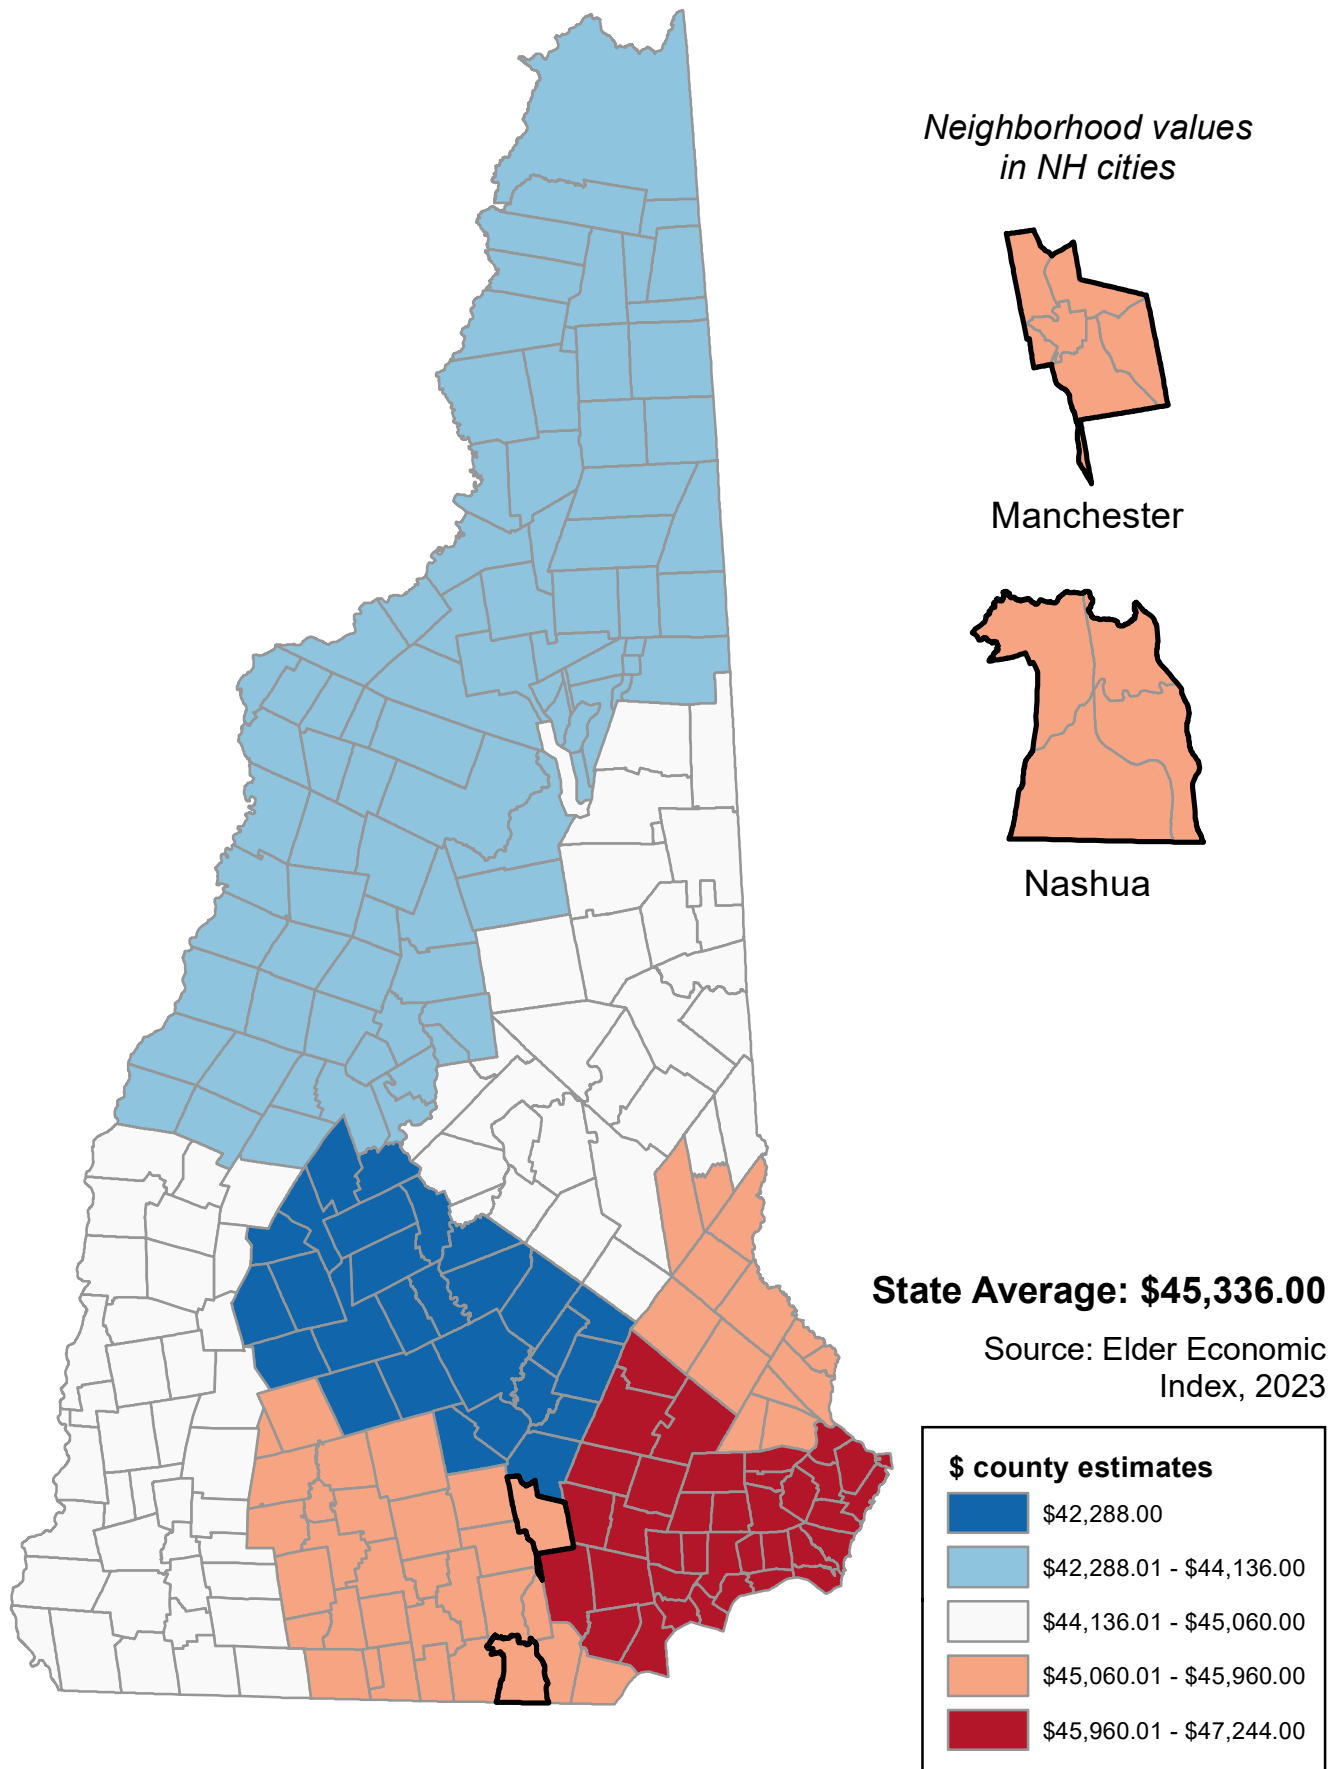 Neighborhood values
in NH cities
Manchester
Nashua
State Average: $45,336.00
Source: Elder Economic
Index, 2023
$ county estimates
$42,288.00
$42,288.01 - $44,136.00
$44,136.01 - $45,060.00
$45,060.01 - $45,960.00
$45,960.01 - $47,244.00